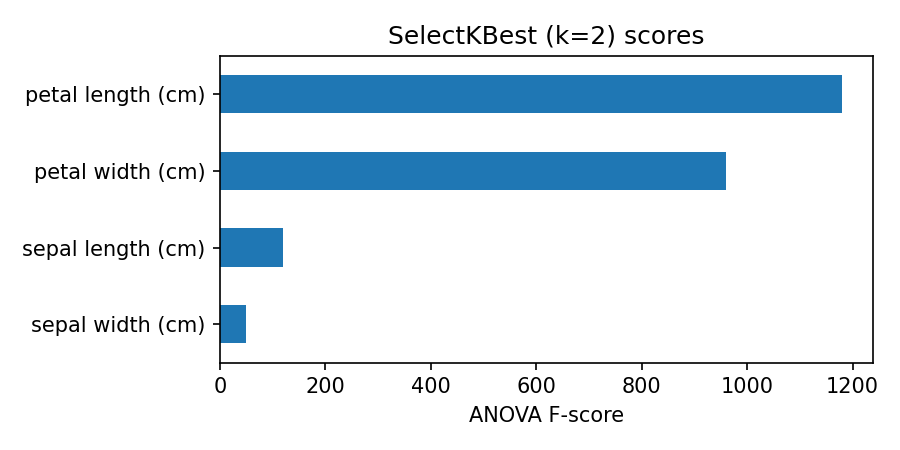 SelectKBest (k=2) scores
petal length (cm)
petal width (cm)
sepal length (cm)
sepal width (cm)
0 200 400 600 800 1000 1200
ANOVA F-score